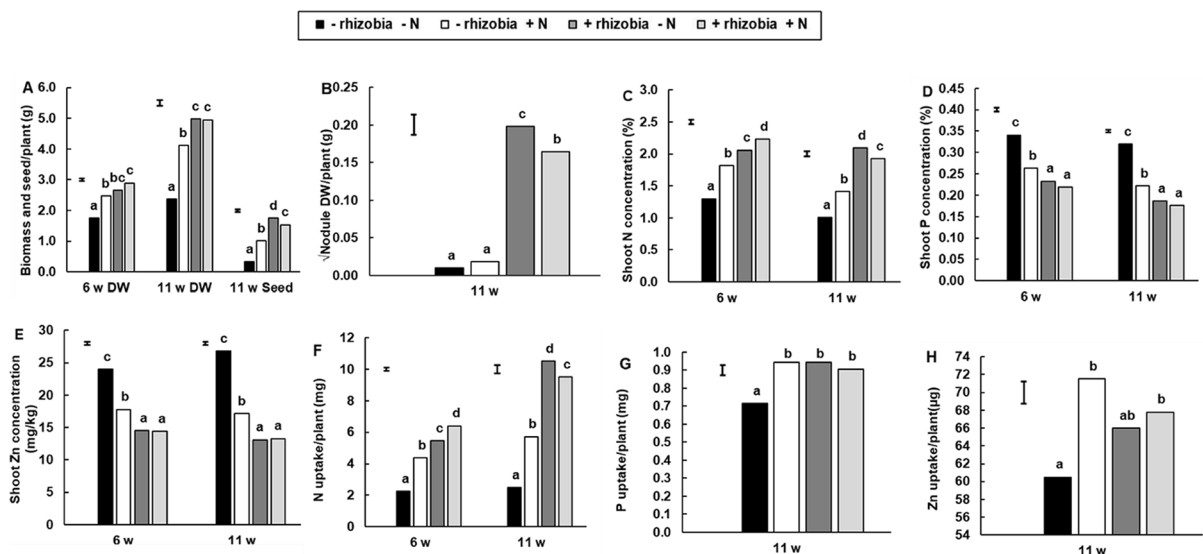 - rhizobia - N - rhizobia + N + rhizobia - N + rhizobia + N
A
Biomass and seed/plant (g)
6.0
5.0
4.0
3.0
2.0
1.0
0.0
a b bc c
a b c c
a b d c
6 w DW 11 w DW 11 w Seed
B
√Nodule DW/plant (g)
0.25
0.20
0.15
0.10
0.05
0.00
a a c b
11 w
C
Shoot N concentration (%)
3.0
2.5
2.0
1.5
1.0
0.5
0.0
a b c d
a b d c
6 w 11 w
D
Shoot P concentration (%)
0.45
0.40
0.35
0.30
0.25
0.20
0.15
0.10
0.05
0.00
c b a a
c b a a
6 w 11 w
E
Shoot Zn concentration
(mg/kg)
30
25
20
15
10
5
0
c b a a
c b a a
6 w 11 w
F
N uptake/plant (mg)
12
10
8
6
4
2
0
a b c d
a b d c
6 w 11 w
G
P uptake/plant (mg)
1.0
0.9
0.8
0.7
0.6
0.5
0.4
0.3
0.2
0.1
0.0
a b b b
11 w
H
Zn uptake/plant(µg)
74
72
70
68
66
64
62
60
58
56
54
a b ab b
11 w